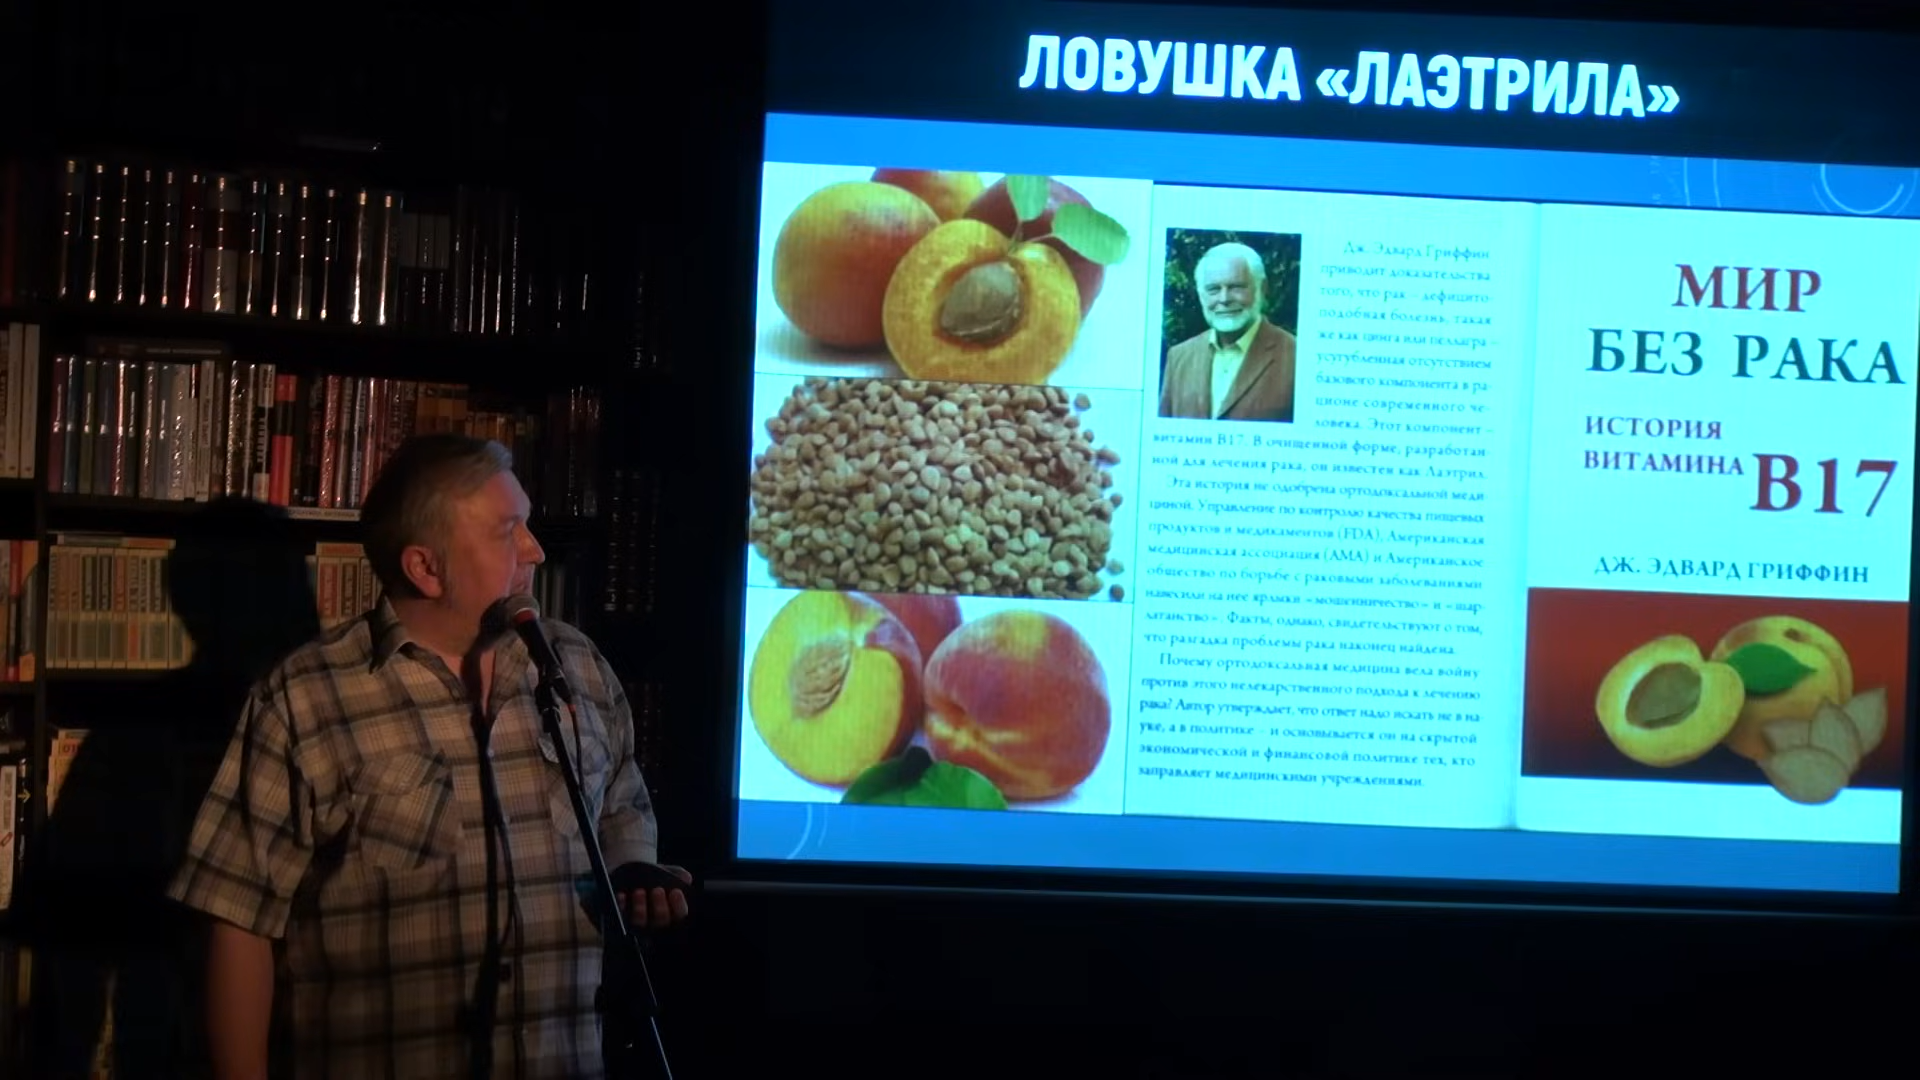 ЛОВУШКА «ЛАЭТРИЛА»
Дж. Эдвард Гриффин
приводит доказательства
того, что рак – дефицито-
подобная болезнь, такая
же как цинга или пеллагра –
усугубленная отсутствием
базового компонента в ра-
ционе современного че-
ловека. Этот компонент –
витамин B17. В очищенной форме, разработан-
ной для лечения рака, он известен как Лаэтрил.
Эта история не одобрена ортодоксальной меди-
циной. Управление по контролю качества пищевых
продуктов и медикаментов (FDA), Американская
медицинская ассоциация (AMA) и Американское
общество по борьбе с раковыми заболеваниями
навесили на нее ярлыки «мошенничество» и «шар-
латанство». Факты, однако, свидетельствуют о том,
что разгадка проблемы рака наконец найдена.
Почему ортодоксальная медицина вела войну
против этого нелекарственного подхода к лечению
рака? Автор утверждает, что ответ надо искать не в на-
уке, а в политике – и основывается он на скрытой
экономической и финансовой политике тех, кто
заправляет медицинскими учреждениями.
МИР
БЕЗ РАКА
ИСТОРИЯ
ВИТАМИНА B17
ДЖ. ЭДВАРД ГРИФФИН